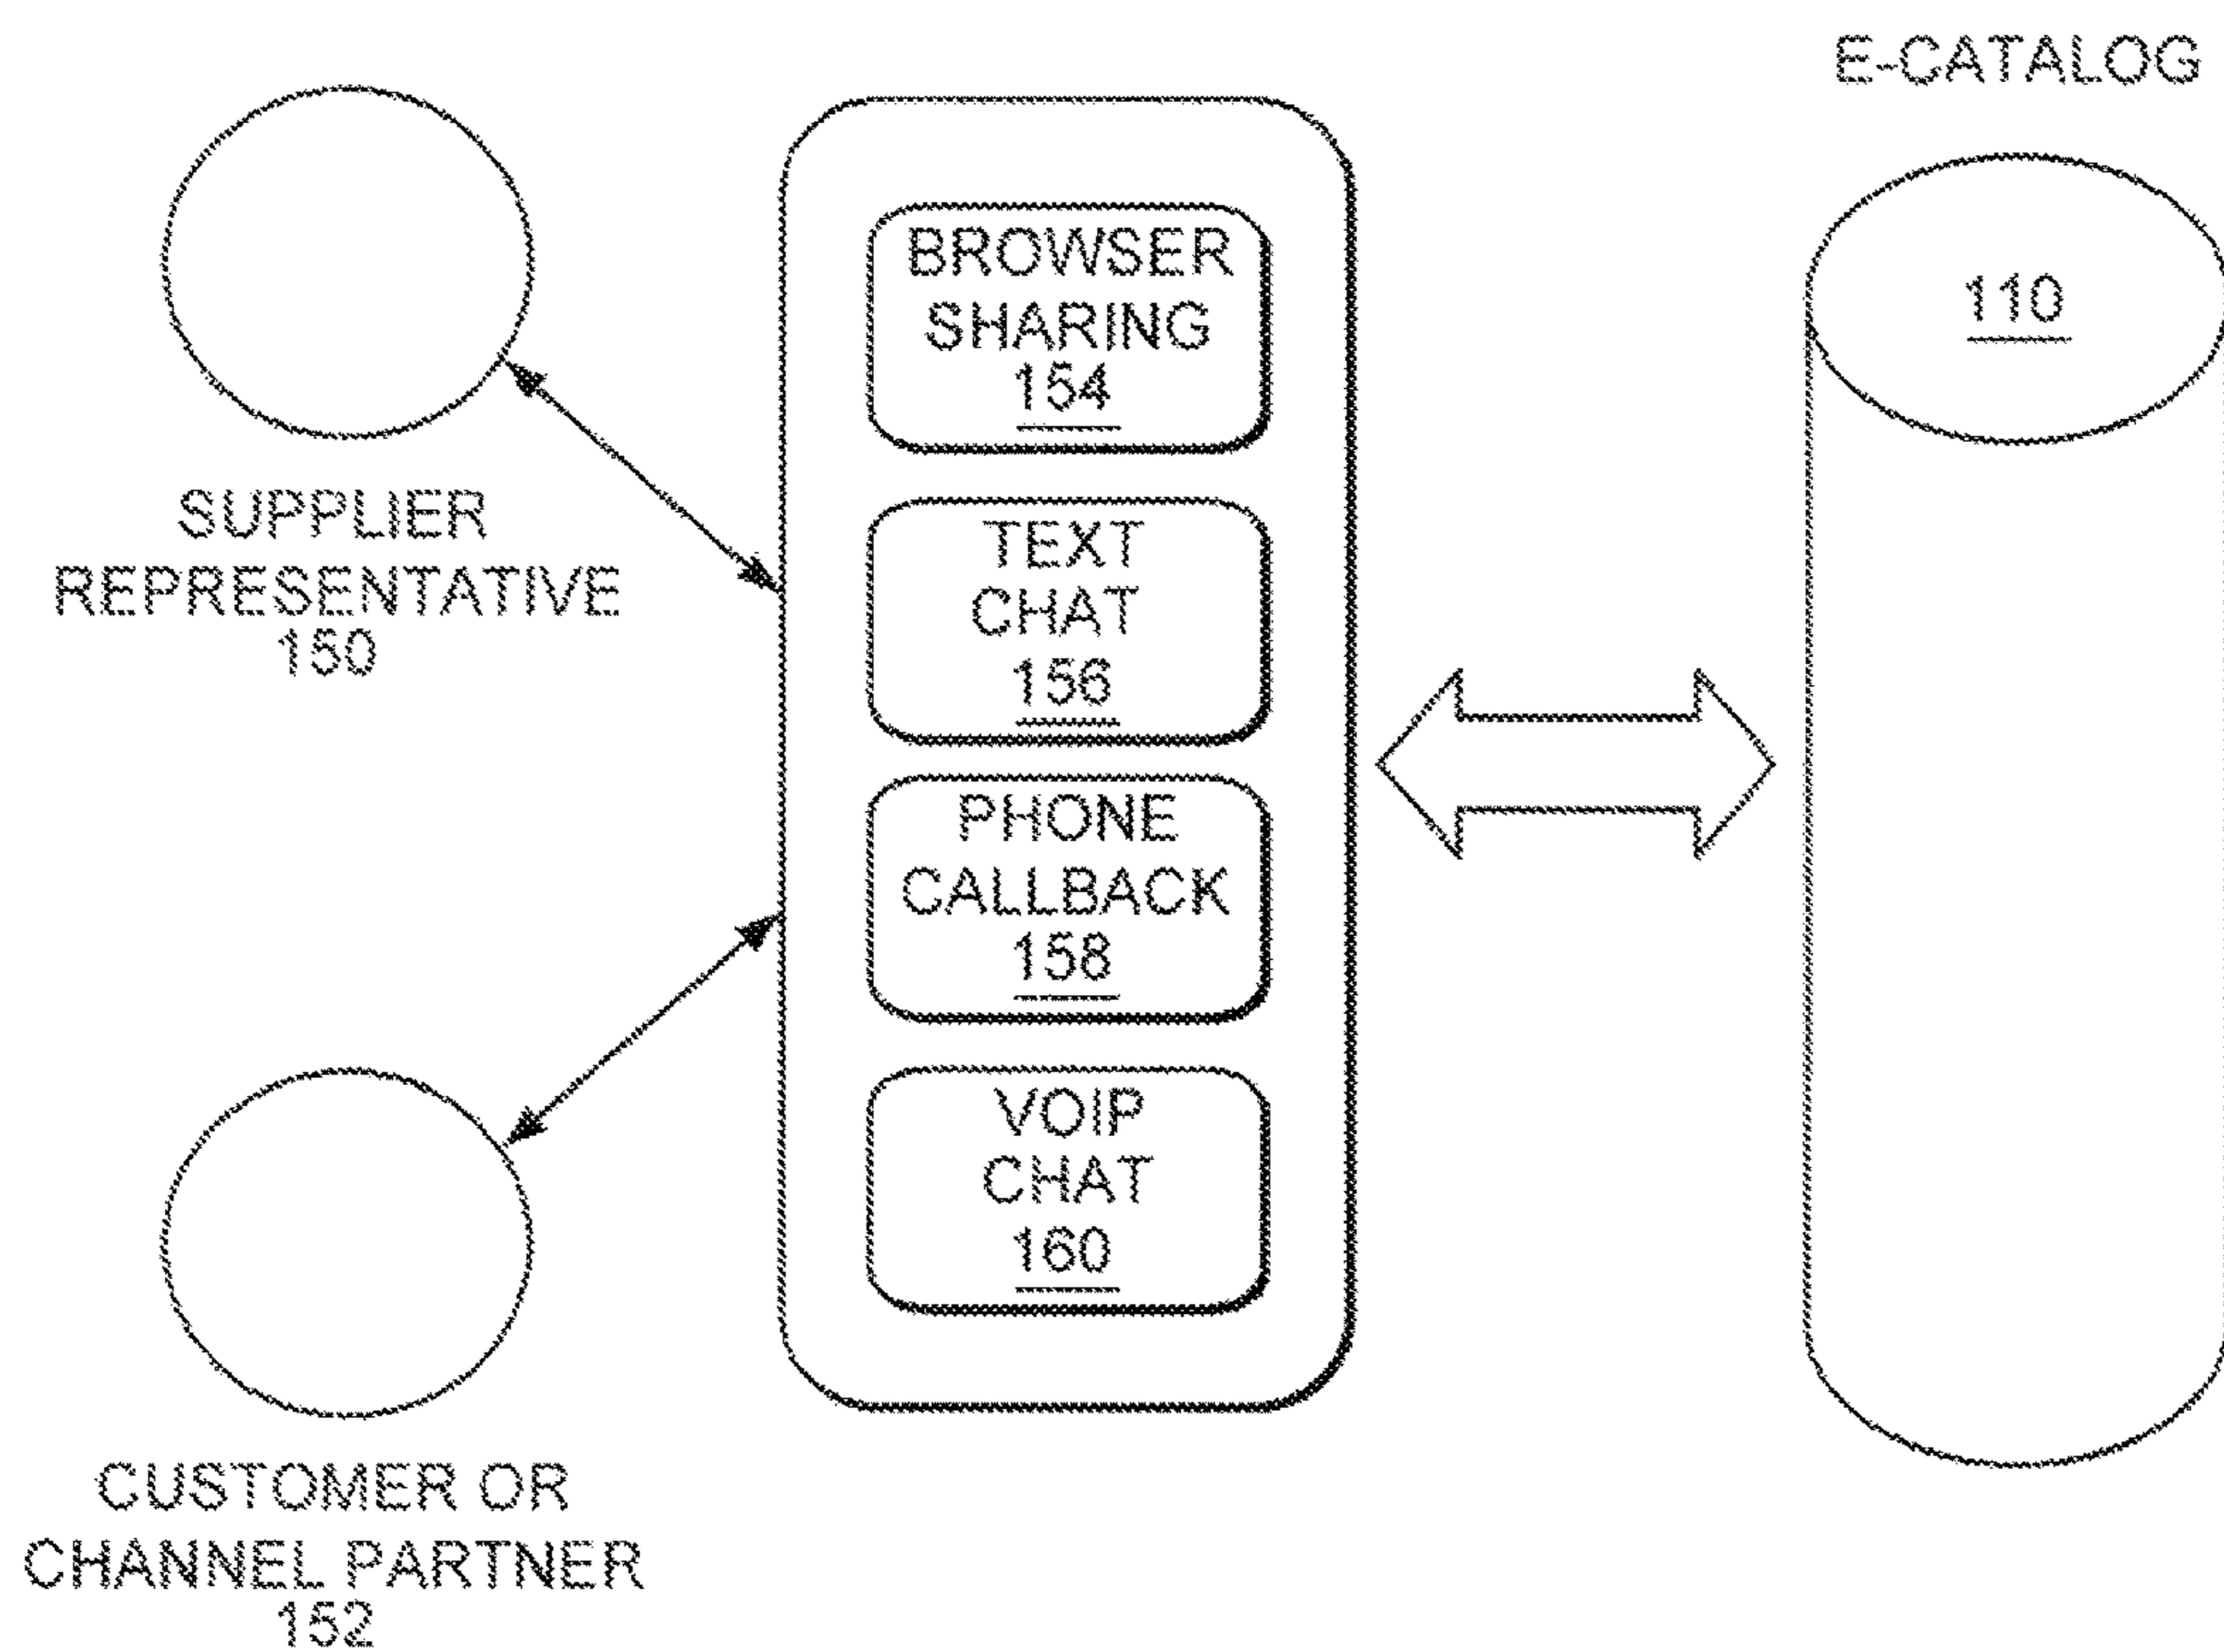 E-CATALOG
110
BROWSER
SHARING
154
TEXT
CHAT
156
PHONE
CALLBACK
158
VOIP
CHAT
160
SUPPLIER
REPRESENTATIVE
150
CUSTOMER OR
CHANNEL PARTNER
152